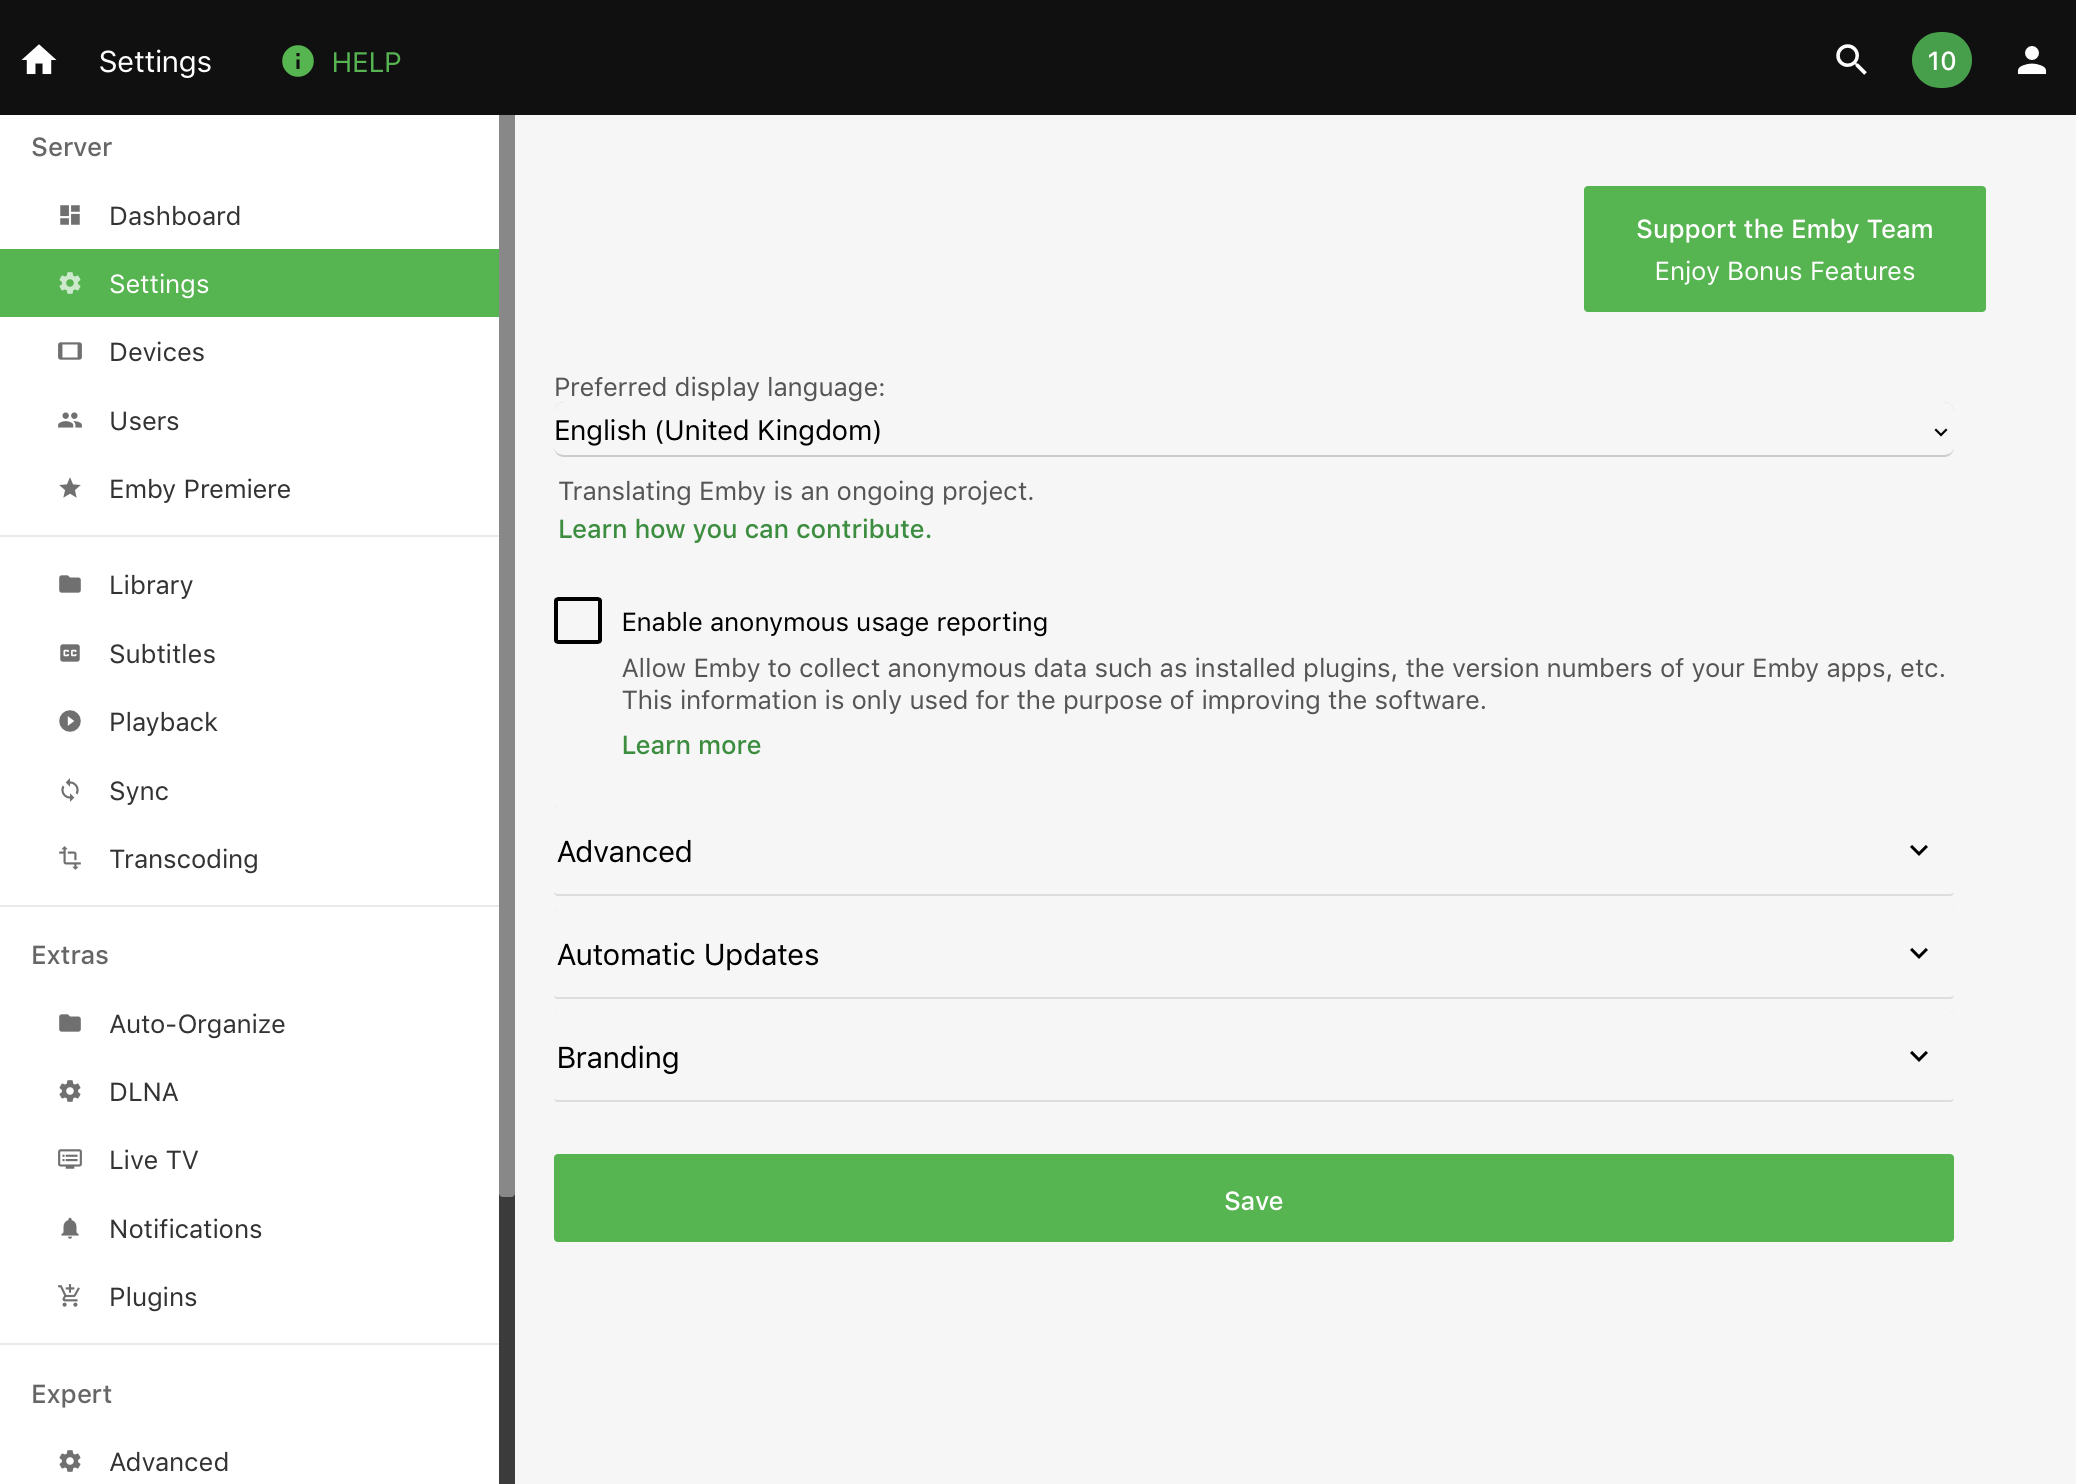 Settings
HELP
10
Server
Dashboard
Settings
Devices
Users
Emby Premiere
Library
CC
Subtitles
Playback
Sync
Transcoding
Extras
Auto-Organize
DLNA
Live TV
Notifications
Plugins
Expert
Advanced
Support the Emby Team
Enjoy Bonus Features
Preferred display language:
English (United Kingdom)
Translating Emby is an ongoing project.
Learn how you can contribute.
Enable anonymous usage reporting
Allow Emby to collect anonymous data such as installed plugins, the version numbers of your Emby apps, etc.
This information is only used for the purpose of improving the software.
Learn more
Advanced
Automatic Updates
Branding
Save